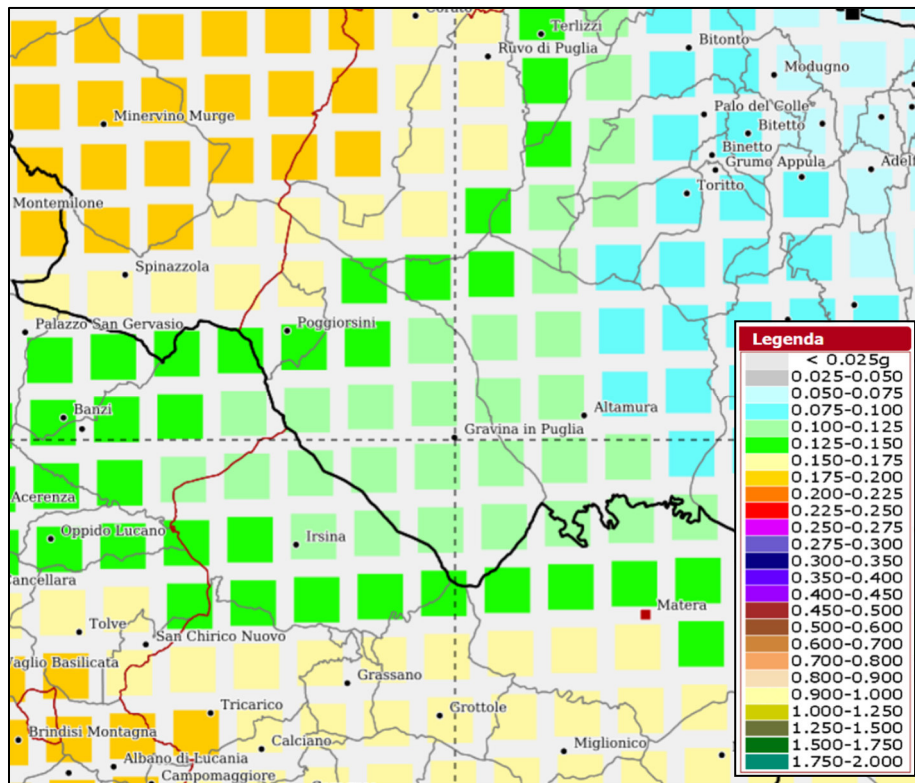 Corato
Terlizzi
Ruvo di Puglia
Bitonto
Modugno
Minervino Murge
Palo del Colle
Bitetto
Binetto
Grumo Appula
Adelf
Toritto
Montemilone
Spinazzola
Palazzo San Gervasio
Poggiorsini
Banzi
Altamura
Gravina in Puglia
Acerenza
Oppido Lucano
Irsina
Cancellara
Matera
Tolve
San Chirico Nuovo
Vaglio Basilicata
Grassano
Tricarico
Grottole
Brindisi Montagna
Calciano
Miglionico
Albano di Lucania
Campomaggiore
Legenda
< 0.025g
0.025-0.050
0.050-0.075
0.075-0.100
0.100-0.125
0.125-0.150
0.150-0.175
0.175-0.200
0.200-0.225
0.225-0.250
0.250-0.275
0.275-0.300
0.300-0.350
0.350-0.400
0.400-0.450
0.450-0.500
0.500-0.600
0.600-0.700
0.700-0.800
0.800-0.900
0.900-1.000
1.000-1.250
1.250-1.500
1.500-1.750
1.750-2.000